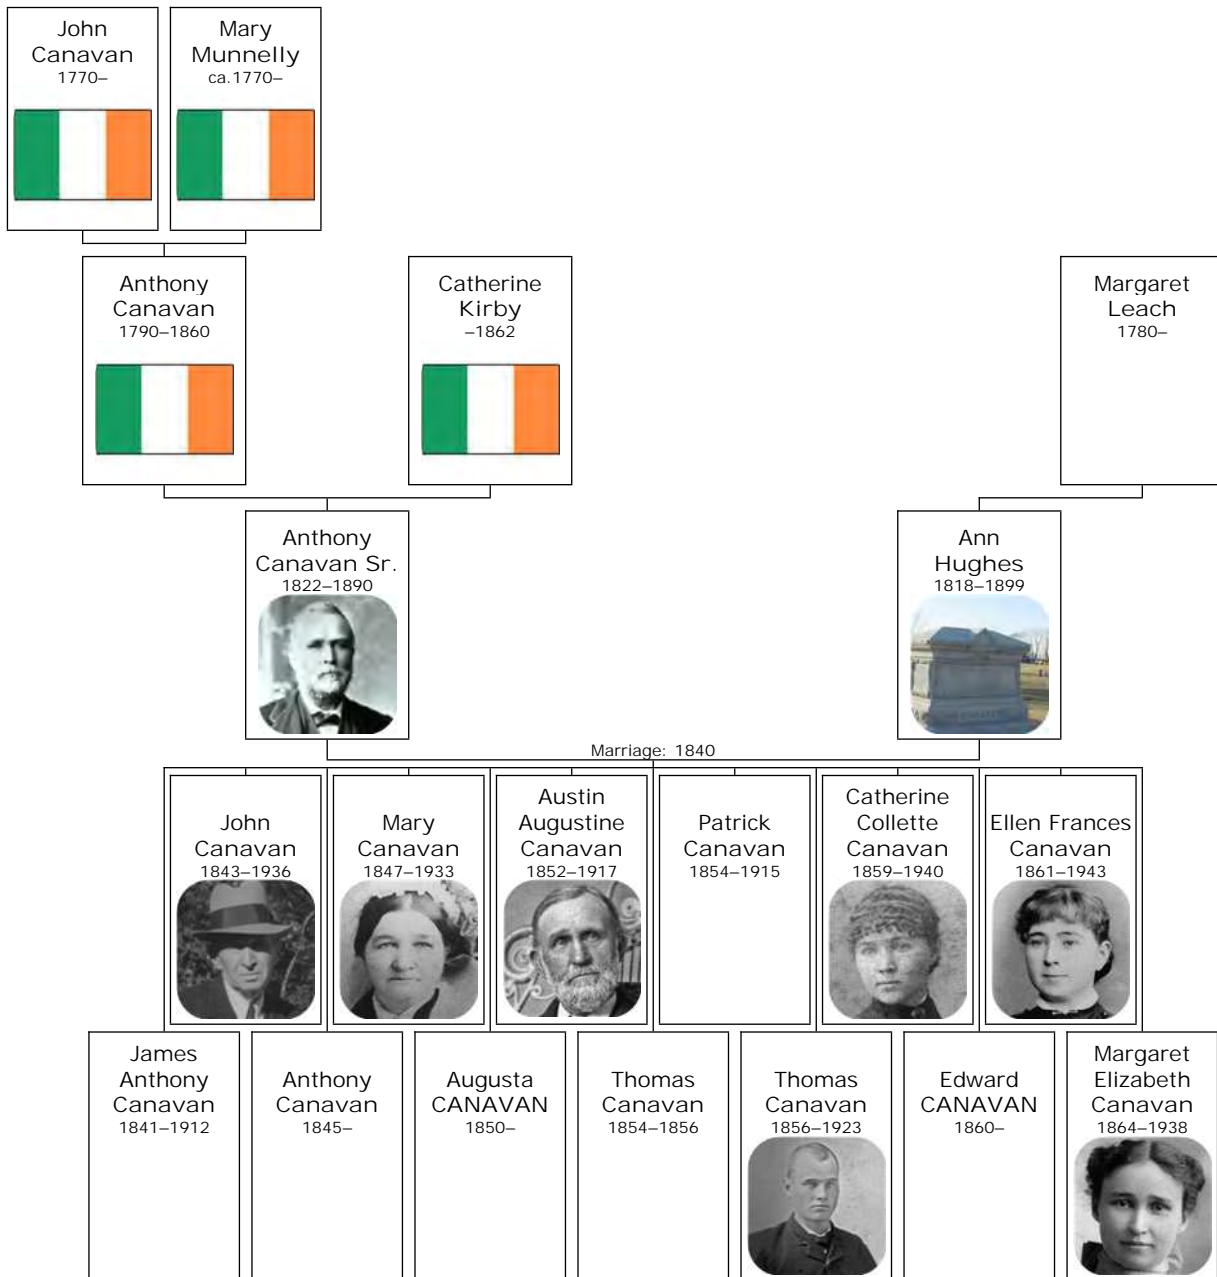 John
Canavan
1770–
Mary
Munnelly
ca.1770–
Anthony
Canavan
1790–1860
Catherine
Kirby
–1862
Margaret
Leach
1780–
Anthony
Canavan Sr.
1822–1890
Ann
Hughes
1818–1899
Marriage: 1840
John
Canavan
1843–1936
Mary
Canavan
1847–1933
Austin
Augustine
Canavan
1852–1917
Patrick
Canavan
1854–1915
Catherine
Collette
Canavan
1859–1940
Ellen Frances
Canavan
1861–1943
James
Anthony
Canavan
1841–1912
Anthony
Canavan
1845–
Augusta
CANAVAN
1850–
Thomas
Canavan
1854–1856
Thomas
Canavan
1856–1923
Edward
CANAVAN
1860–
Margaret
Elizabeth
Canavan
1864–1938